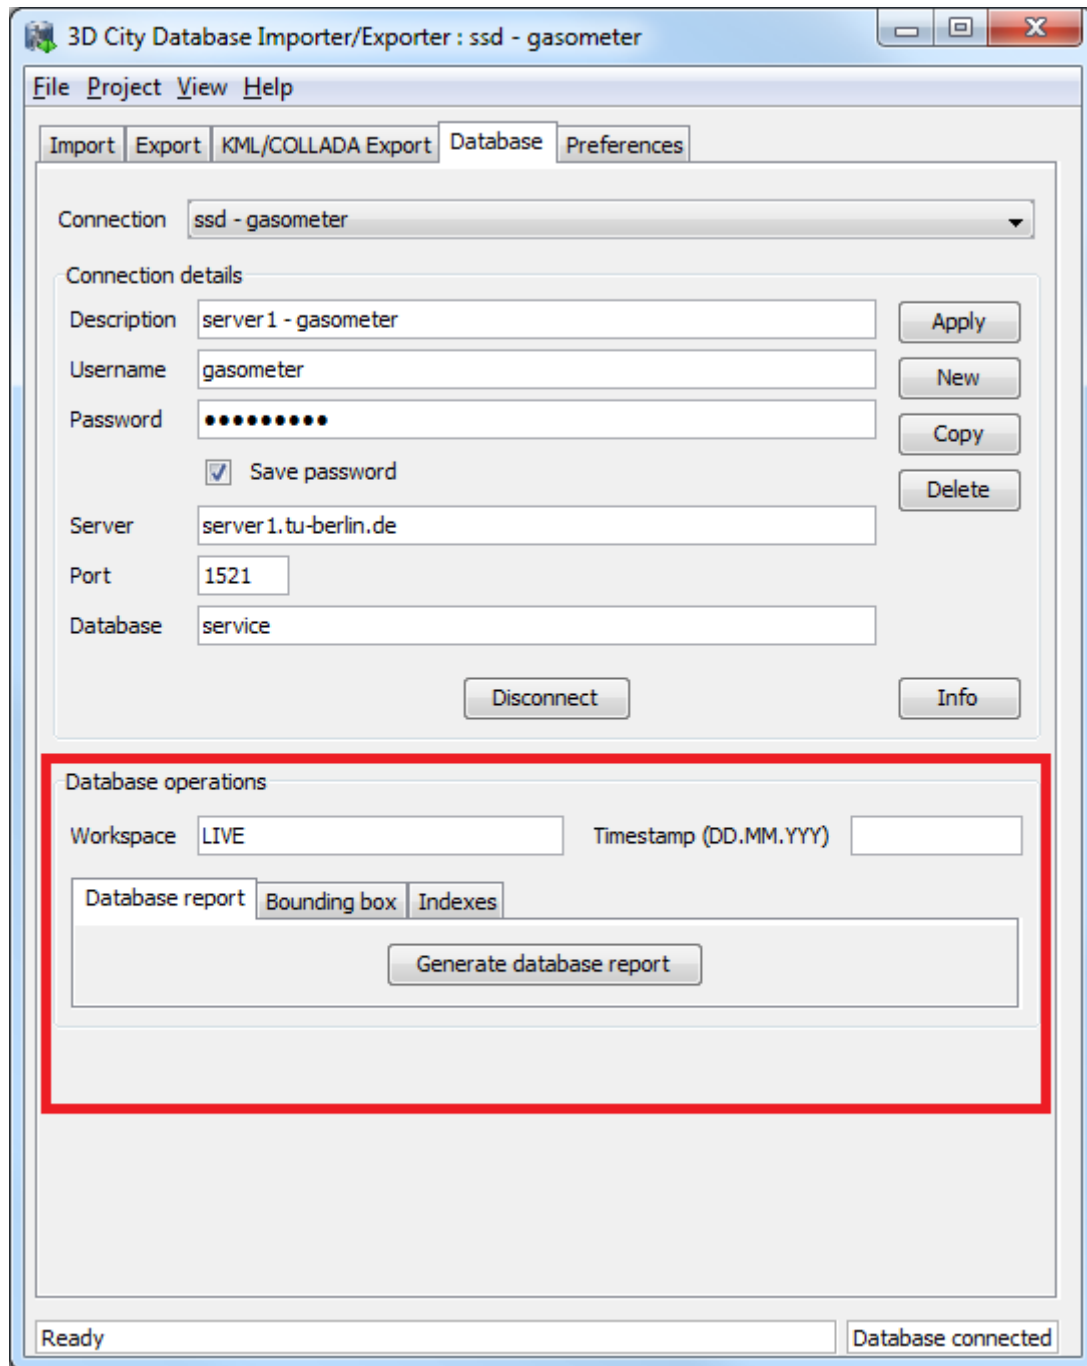 3D City Database Importer/Exporter : ssd - gasometer
File Project View Help
Import Export KML/COLLADA Export Database Preferences
Connection ssd - gasometer
Connection details
Description server1 - gasometer Apply
Username gasometer New
Password ●●●●●●●●● Copy
Save password Delete
Server server1.tu-berlin.de
Port 1521
Database service
Disconnect Info
Database operations
Workspace LIVE Timestamp (DD.MM.YYY)
Database report Bounding box Indexes
Generate database report
Ready Database connected